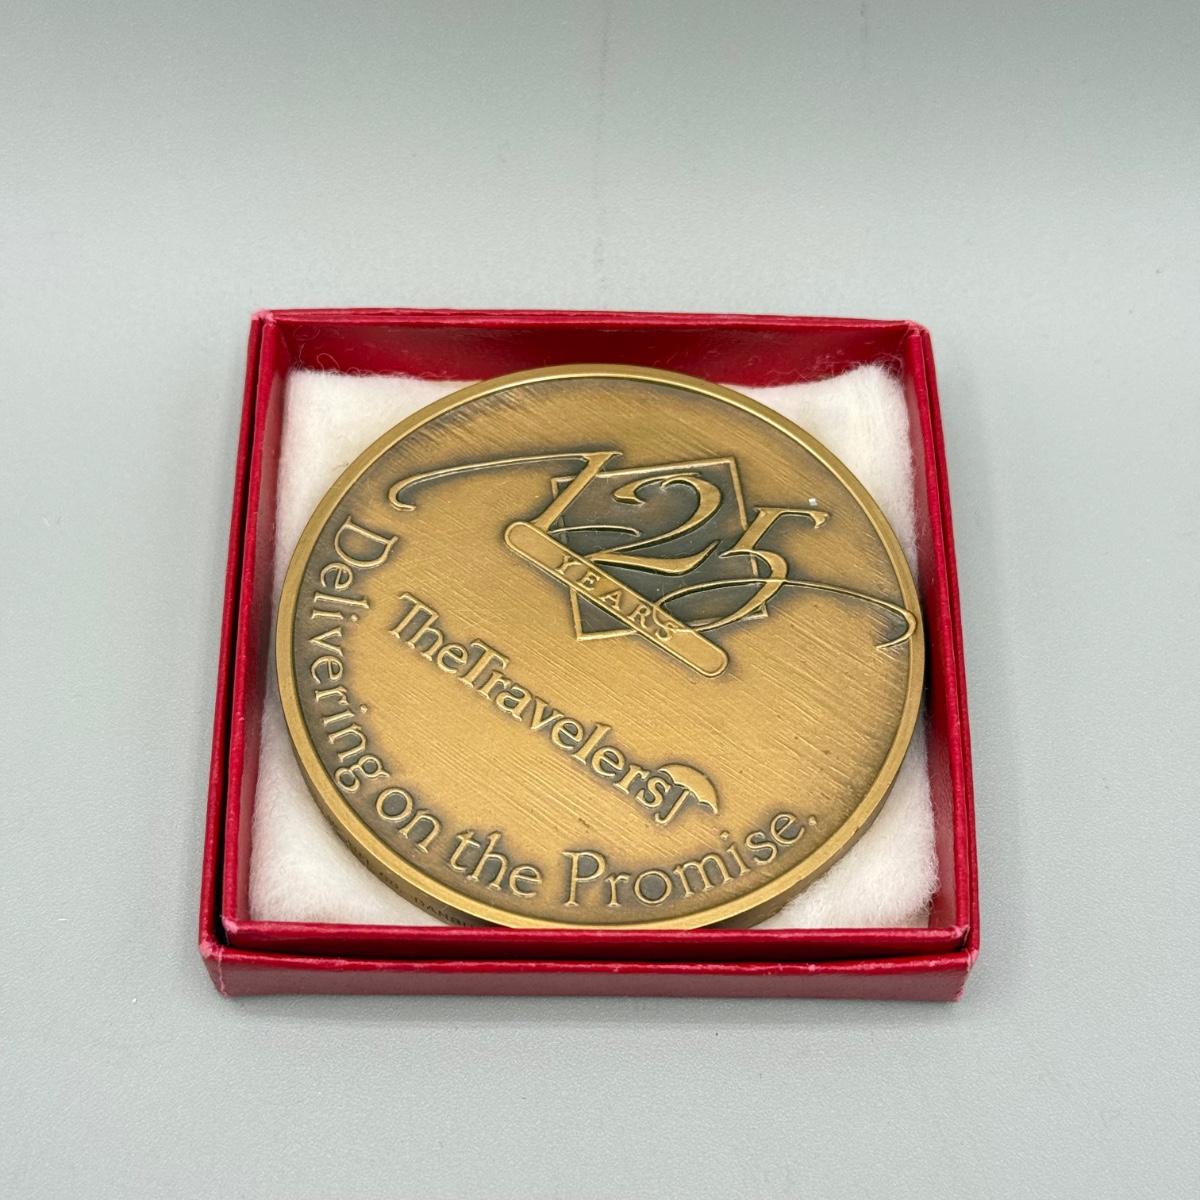 125
YEARS
TheTravelers
Delivering on the Promise.